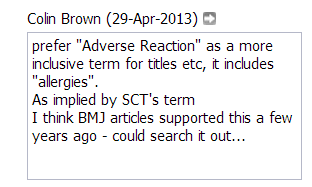 Colin Brown (29-Apr-2013)
prefer "Adverse Reaction" as a more
inclusive term for titles etc, it includes
"allergies".
As implied by SCT's term
I think BMJ articles supported this a few
years ago - could search it out...